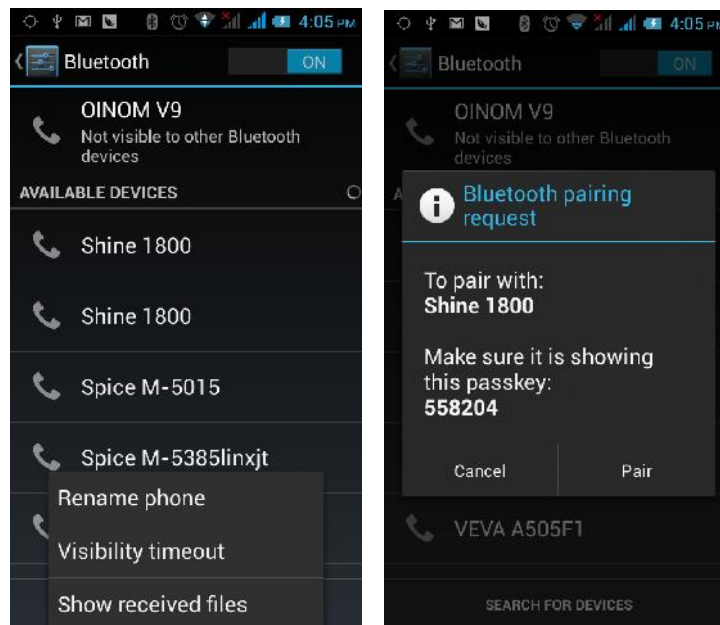 4:05 PM
Bluetooth
ON
OINOM V9
Not visible to other Bluetooth
devices
AVAILABLE DEVICES
Shine 1800
Shine 1800
Spice M-5015
Spice M-5385linxjt
Rename phone
Visibility timeout
Show received files
4:05 PM
Bluetooth
ON
OINOM V9
Not visible to other Bluetooth
devices
A
Bluetooth pairing
request
To pair with:
Shine 1800
Make sure it is showing
this passkey:
558204
Cancel
Pair
VEVA A505F1
SEARCH FOR DEVICES